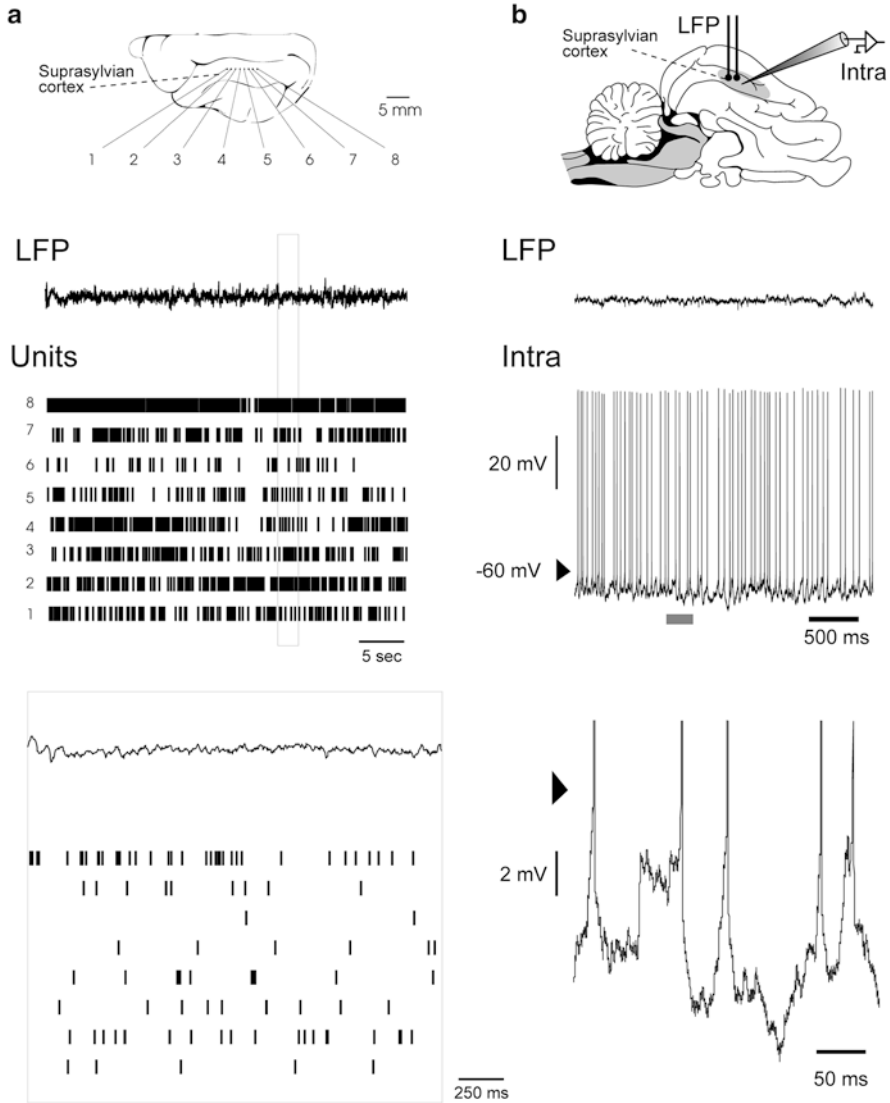 a
Suprasylvian
cortex
5 mm
1 2 3 4 5 6 7 8
LFP
Units
8
7
6
5
4
3
2
1
5 sec
250 ms
b
LFP
Suprasylvian
cortex
Intra
LFP
Intra
20 mV
-60 mV
500 ms
2 mV
50 ms